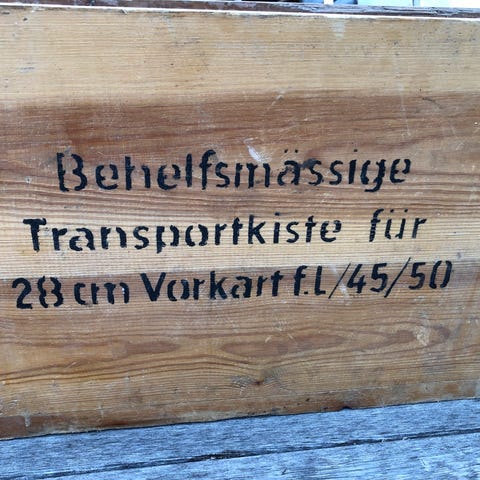 Behelfsmässige
Transportkiste für
28 cm Vorkart f.L/45/50